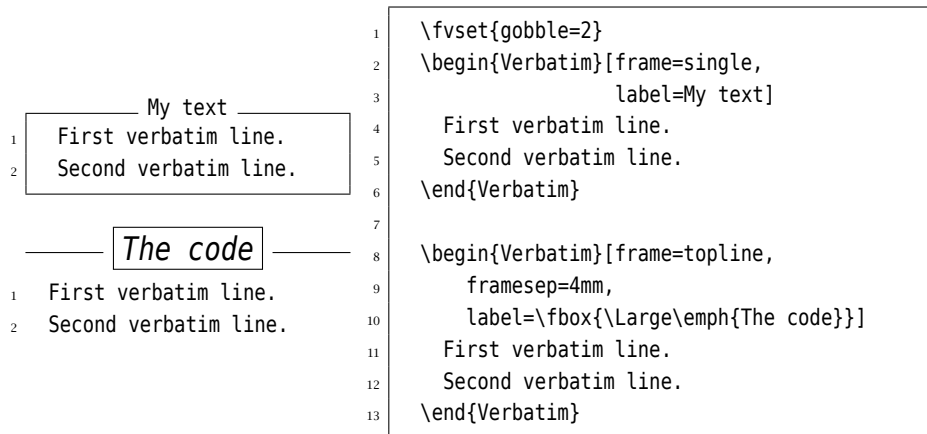 My text
1 First verbatim line.
2 Second verbatim line.
The code
1 First verbatim line.
2 Second verbatim line.
1 \fvset{gobble=2}
2 \begin{Verbatim}[frame=single,
3 label=My text]
4 First verbatim line.
5 Second verbatim line.
6 \end{Verbatim}
7
8 \begin{Verbatim}[frame=topline,
9 framesep=4mm,
10 label=\fbox{\Large\emph{The code}}]
11 First verbatim line.
12 Second verbatim line.
13 \end{Verbatim}